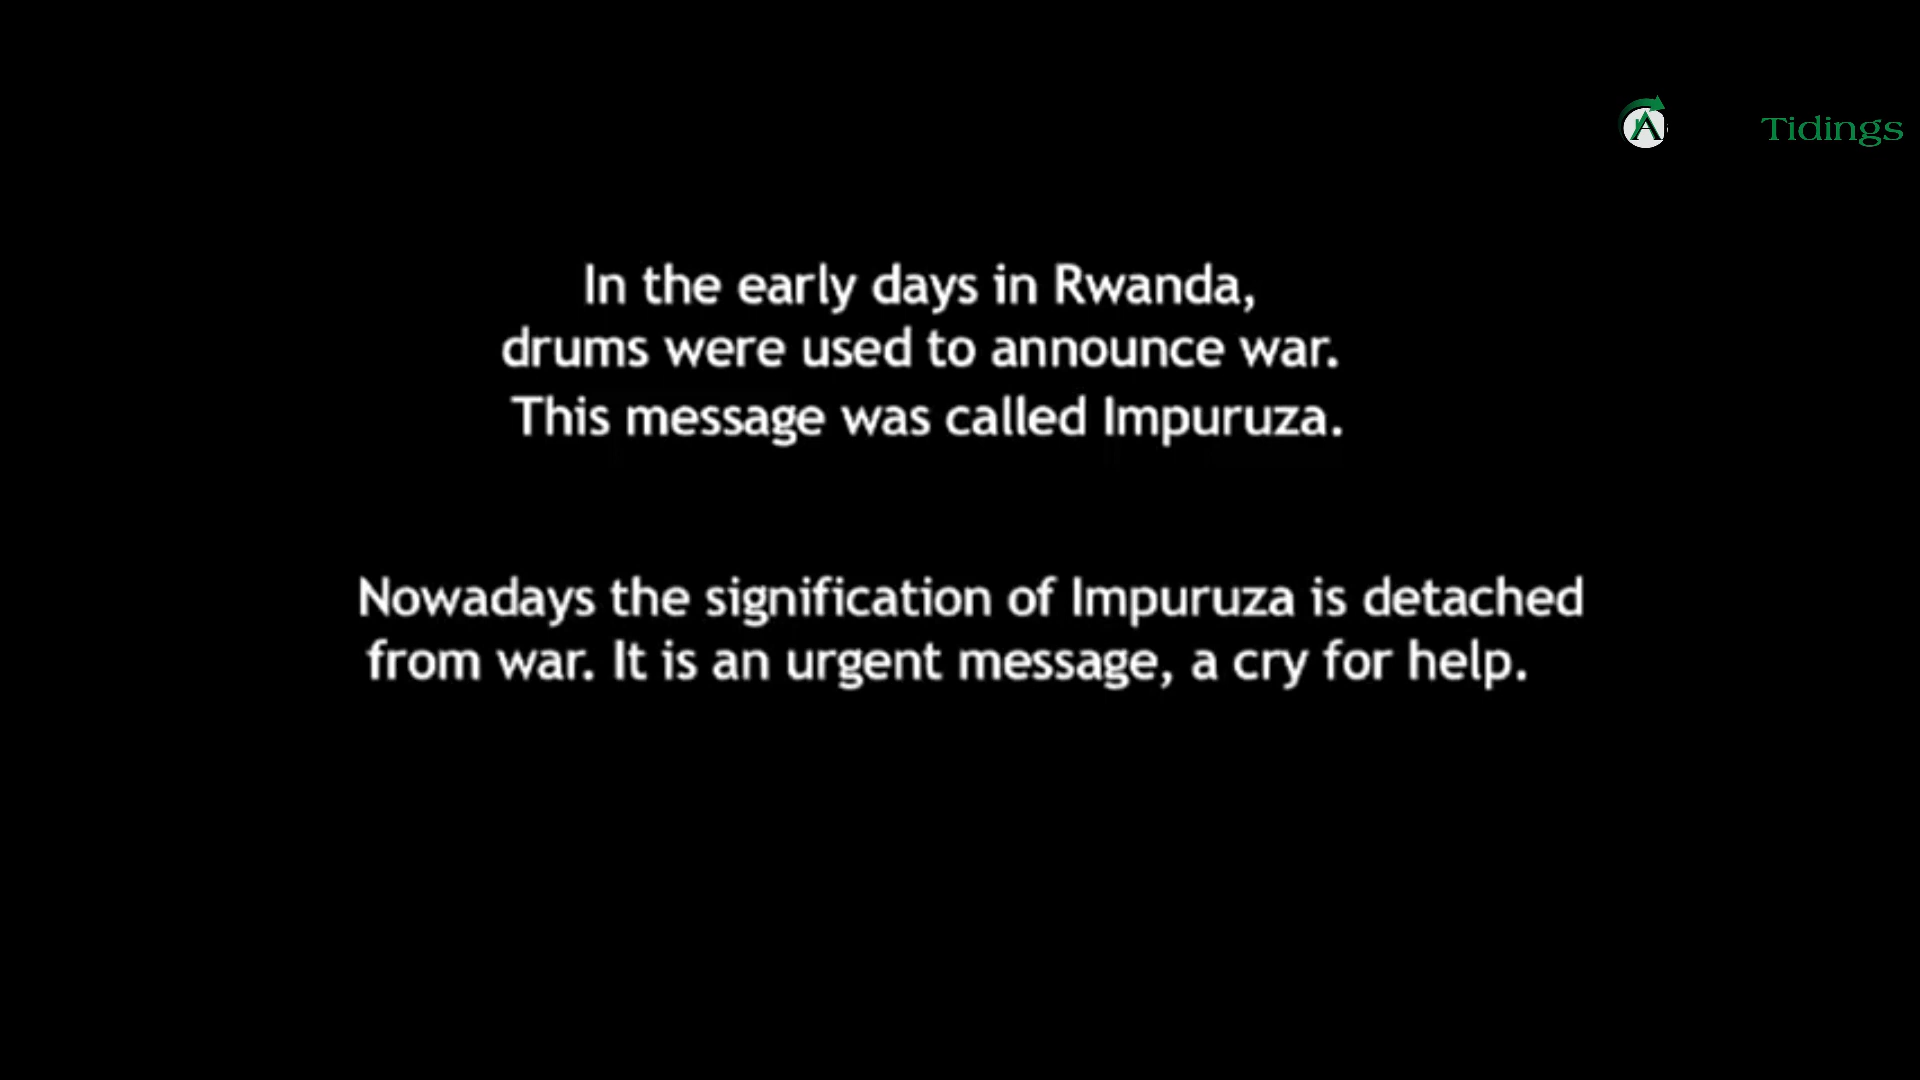 A Tidings
In the early days in Rwanda,
drums were used to announce war.
This message was called Impuruza.
Nowadays the signification of Impuruza is detached
from war. It is an urgent message, a cry for help.